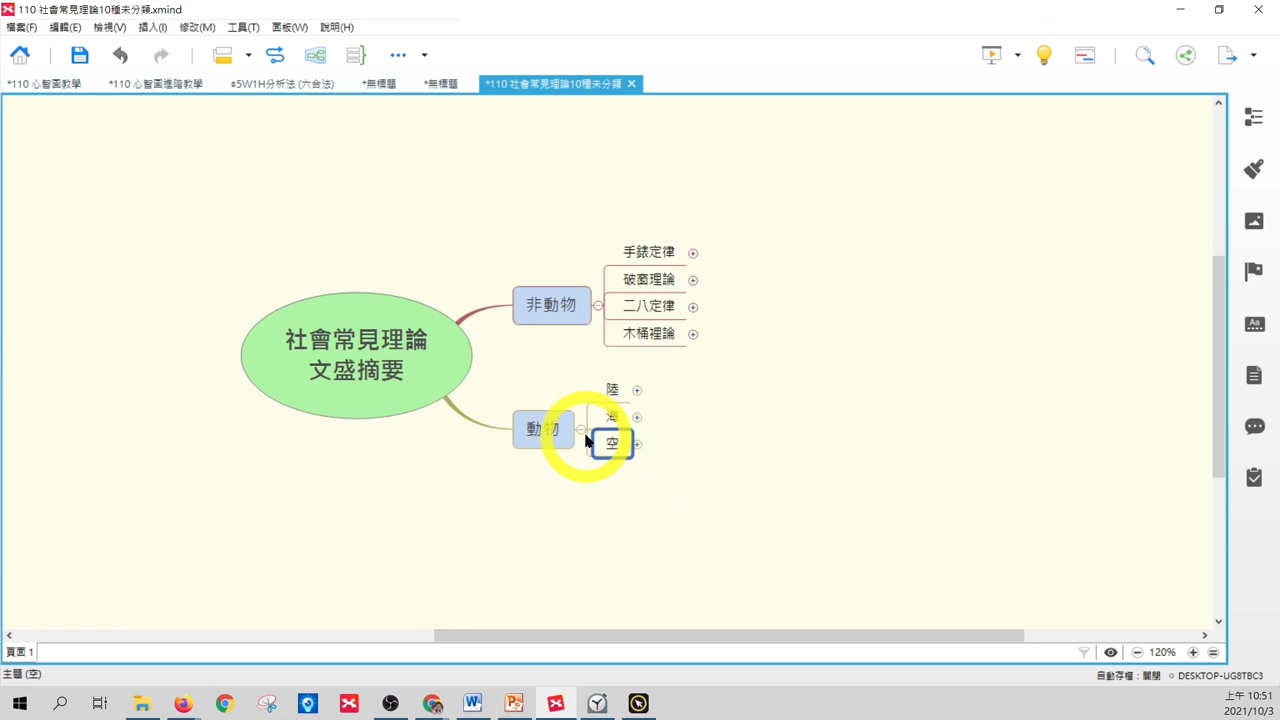 110 社會常見理論10種未分類.xmind
檔案(F) 編輯(E) 檢視(V) 插入(I) 修改(M) 工具(T) 面板(W) 說明(H)
*110 心智圖教學 *110 心智圖進階教學 5W1H分析法 (六合法) *無標題 *無標題 *110 社會常見理論10種未分類
手錶定律
破窗理論
非動物
二八定律
木桶裡論
社會常見理論
文盛摘要
陸
海
動物
空
Aa
頁面 1
120%
主題 (空)
自動存檔：關閉 DESKTOP-UG8TBC3
上午 10:51
2021/10/3